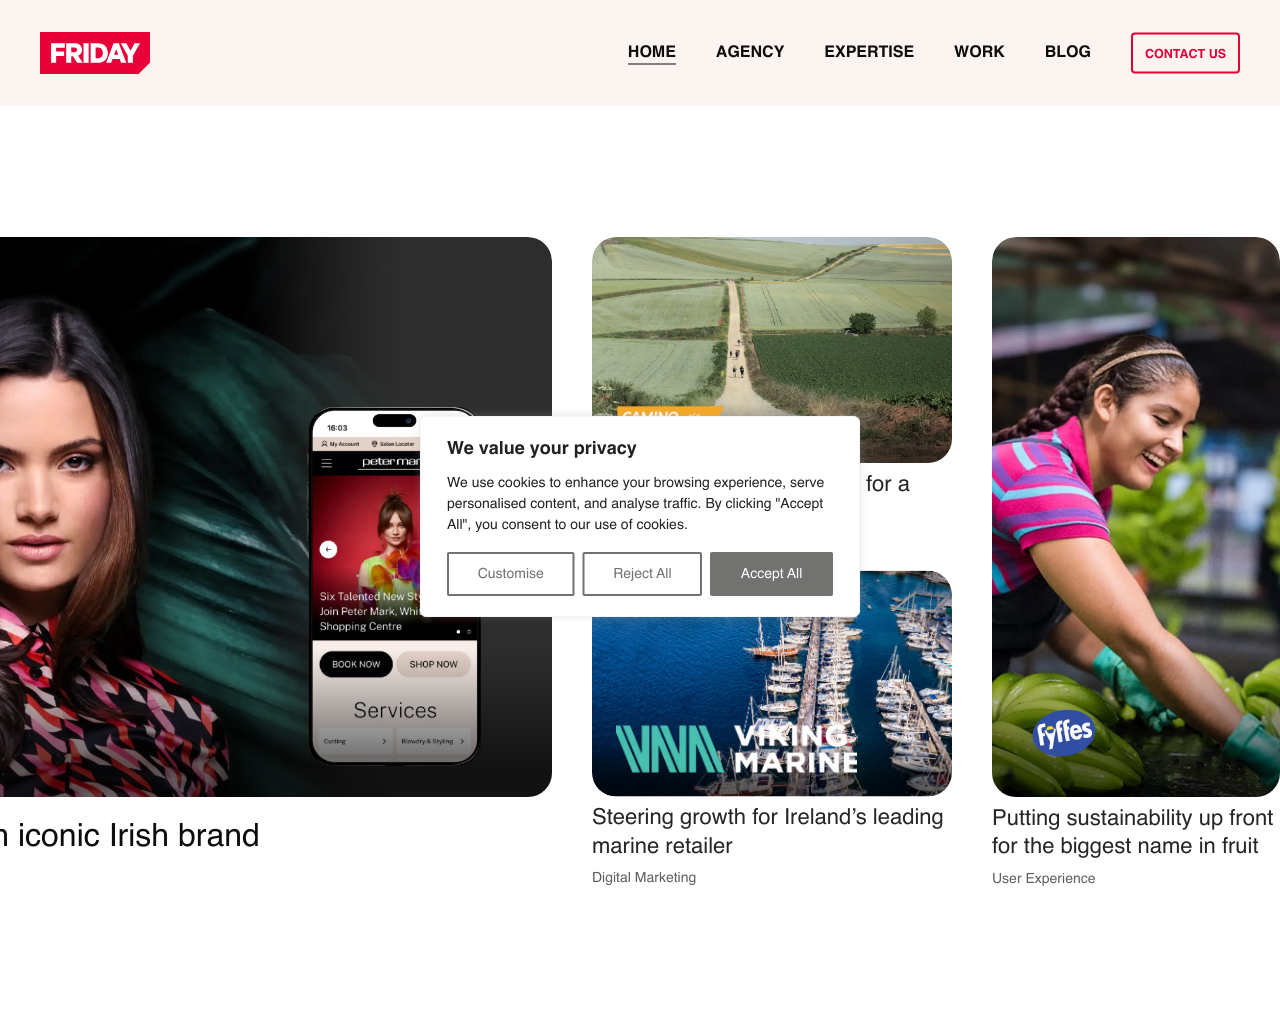 FRIDAY
HOME
AGENCY
EXPERTISE
WORK
BLOG
CONTACT US
16:03
My Account
Salon Locator
peter mar
Six Talented New Sty
Join Peter Mark, Whit
Shopping Centre
BOOK NOW
SHOP NOW
Services
Cutting
Blowdry & Styling
n iconic Irish brand
CAMINO
for a
We value your privacy
We use cookies to enhance your browsing experience, serve
personalised content, and analyse traffic. By clicking "Accept
All", you consent to our use of cookies.
Customise
Reject All
Accept All
VIKING
MARINE
Steering growth for Ireland’s leading
marine retailer
Digital Marketing
Fyffes
Putting sustainability up front
for the biggest name in fruit
User Experience